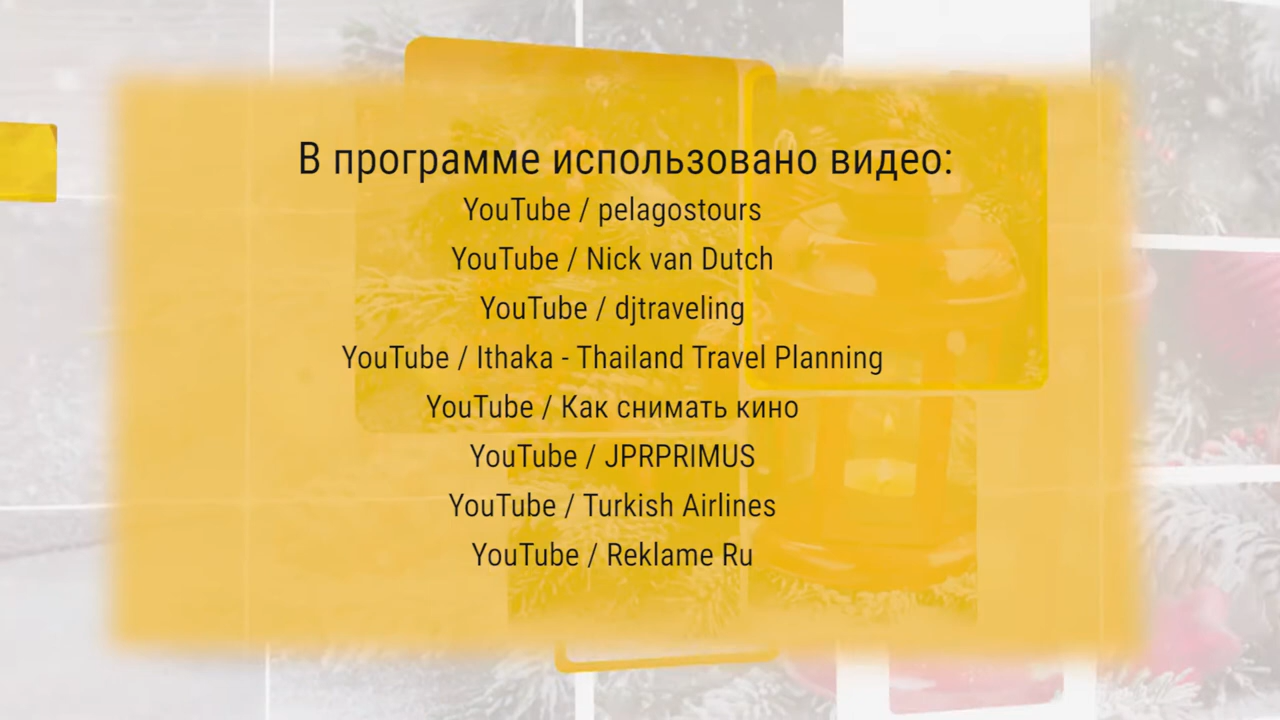 В программе использовано видео:
YouTube / pelagostours
YouTube / Nick van Dutch
YouTube / djtraveling
YouTube / Ithaka - Thailand Travel Planning
YouTube / Как снимать кино
YouTube / JPRPRIMUS
YouTube / Turkish Airlines
YouTube / Reklame Ru